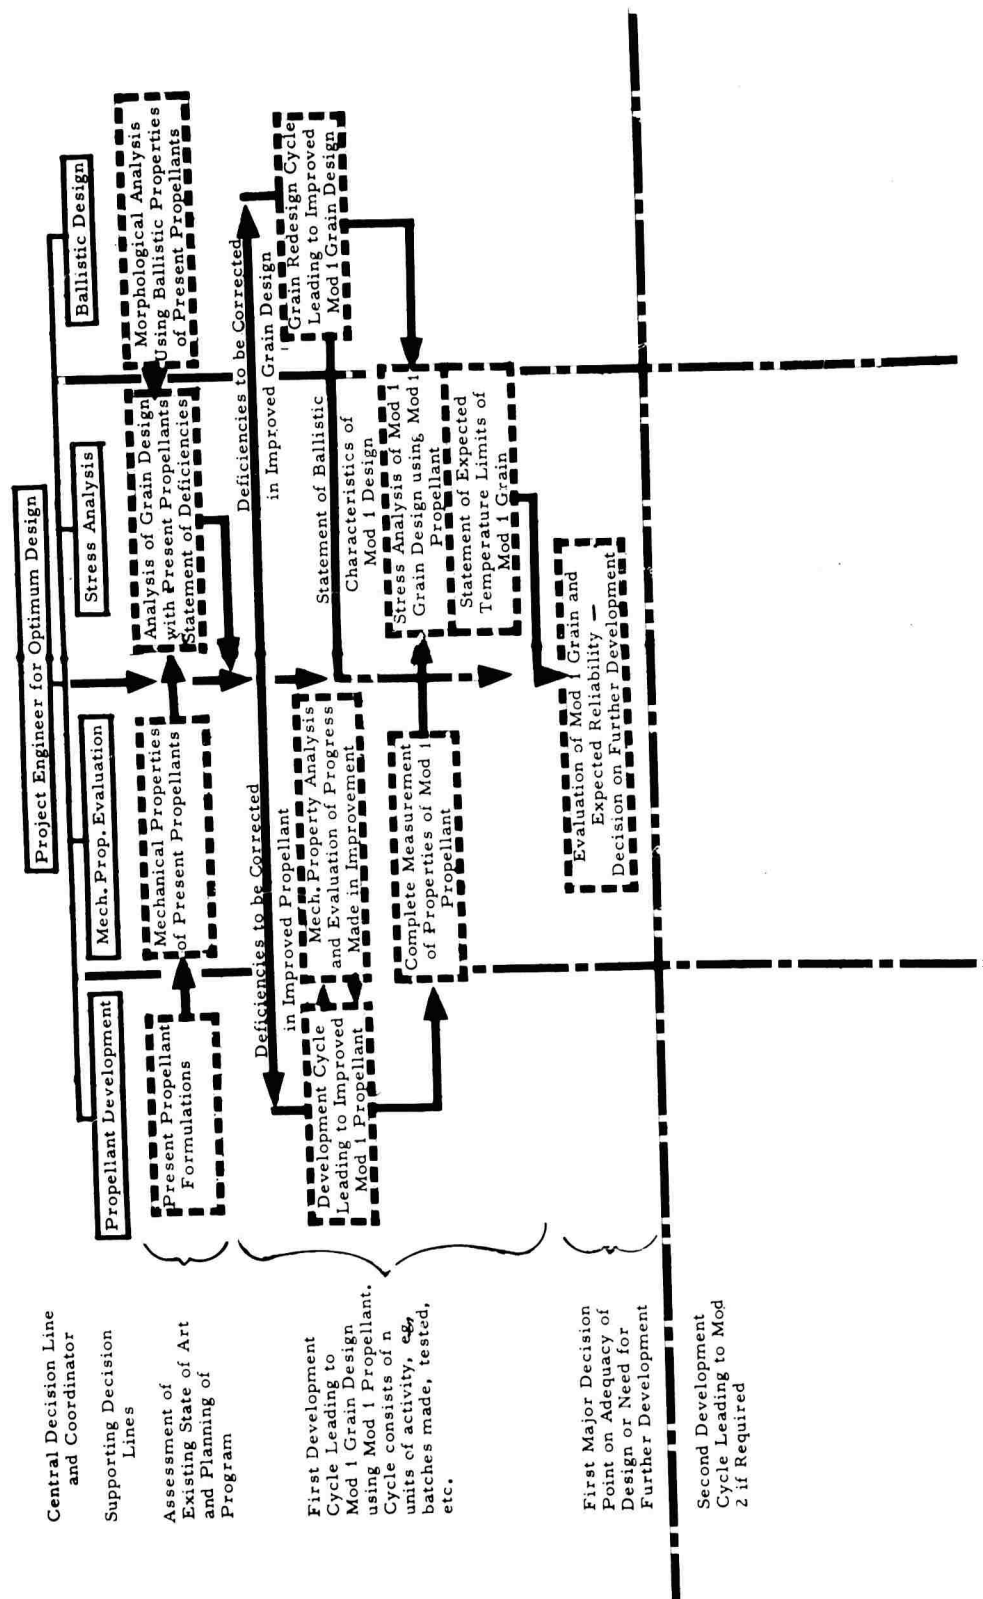 Central Decision Line
and Coordinator
Project Engineer for Optimum Design
Supporting Decision
Lines
Propellant Development
Mech. Prop. Evaluation
Stress Analysis
Ballistic Design
Assessment of
Existing State of Art
and Planning of
Program
Present Propellant
Formulations
Mechanical Properties
of Present Propellants
Analysis of Grain Design
with Present Propellants
Statement of Deficiencies
Morphological Analysis
Using Ballistic Properties
of Present Propellants
Deficiencies to be Corrected
in Improved Propellant
Deficiencies to be Corrected
in Improved Grain Design
First Development
Cycle Leading to
Mod 1 Grain Design
using Mod 1 Propellant.
Cycle consists of n
units of activity, eg,
batches made, tested,
etc.
Development Cycle
Leading to Improved
Mod 1 Propellant
Mech. Property Analysis
and Evaluation of Progress
Made in Improvement
Statement of Ballistic
Characteristics of
Mod 1 Design
Grain Redesign Cycle
Leading to Improved
Mod 1 Grain Design
Complete Measurement
of Properties of Mod 1
Propellant
Stress Analysis of Mod 1
Grain Design using Mod 1
Propellant
Statement of Expected
Temperature Limits of
Mod 1 Grain
First Major Decision
Point on Adequacy of
Design or Need for
Further Development
Evaluation of Mod 1 Grain and
Expected Reliability —
Decision on Further Development
Second Development
Cycle Leading to Mod
2 if Required